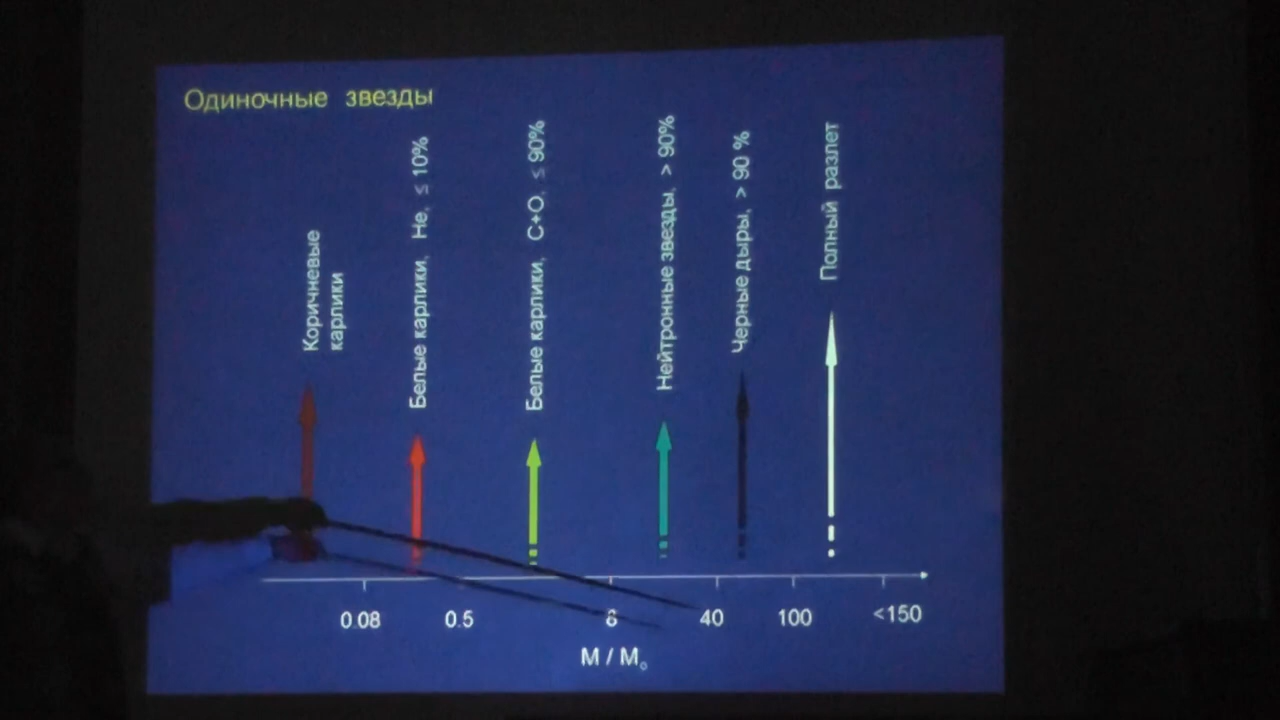 Одиночные звезды
Коричневые
карлики
Белые карлики, He, ≤ 10%
Белые карлики, C+O, ≤ 90%
Нейтронные звезды, > 90%
Черные дыры, > 90 %
Полный разлет
0.08 0.5 8 40 100 <150
M / M☉